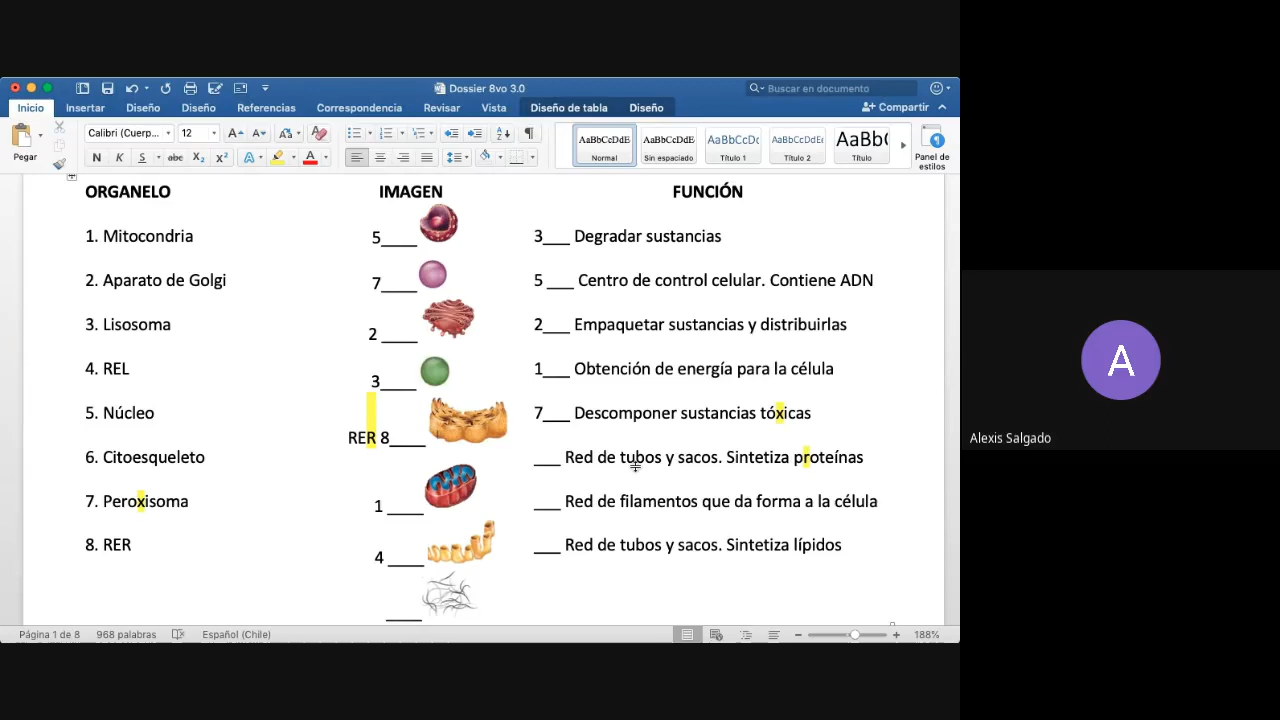 Dossier 8vo 3.0
Buscar en documento
Inicio Insertar Diseño Diseño Referencias Correspondencia Revisar Vista Diseño de tabla Diseño Compartir
Pegar Calibri (Cuerp... 12 A A Aa
N K S abc X2 X2 A A
AaBbCcDdE AaBbCcDdE AaBbCcDc AaBbCcDdE AaBbC
Normal Sin espaciado Título 1 Título 2 Título
Panel de estilos
ORGANELO IMAGEN FUNCIÓN
1. Mitocondria 5____ 3___ Degradar sustancias
2. Aparato de Golgi 7____ 5 ___ Centro de control celular. Contiene ADN
3. Lisosoma 2 ____ 2___ Empaquetar sustancias y distribuirlas
4. REL 3____ 1___ Obtención de energía para la célula
5. Núcleo RER 8____ 7___ Descomponer sustancias tóxicas
6. Citoesqueleto ___ Red de tubos y sacos. Sintetiza proteínas
7. Peroxisoma 1 ____ ___ Red de filamentos que da forma a la célula
8. RER 4 ____ ___ Red de tubos y sacos. Sintetiza lípidos
____
Página 1 de 8 968 palabras Español (Chile) 188%
A
Alexis Salgado